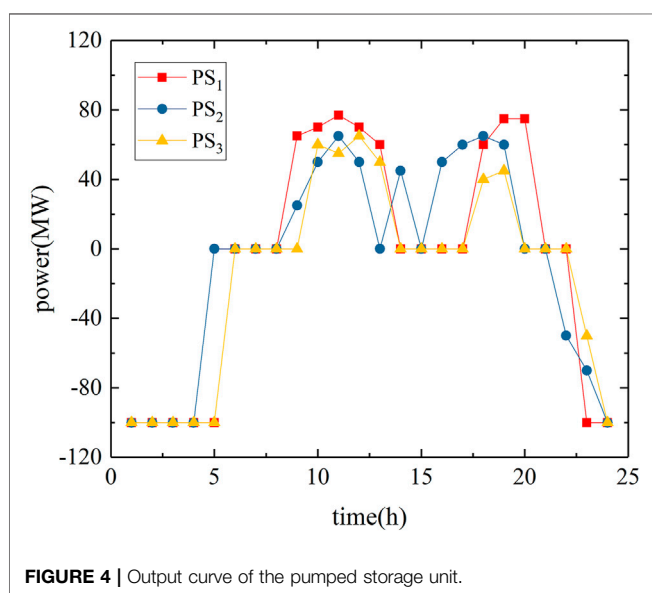 120
80
40
0
-40
-80
-120
power(MW)
PS₁
PS₂
PS₃
0 5 10 15 20 25
time(h)
FIGURE 4 | Output curve of the pumped storage unit.